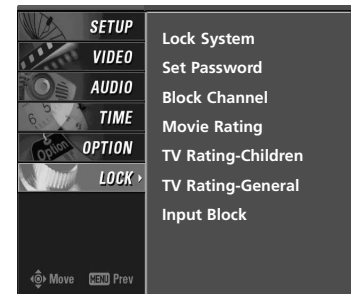 SETUP
VIDEO
AUDIO
TIME
OPTION
LOCK
Lock System
Set Password
Block Channel
Movie Rating
TV Rating-Children
TV Rating-General
Input Block
Option
Move MENU Prev